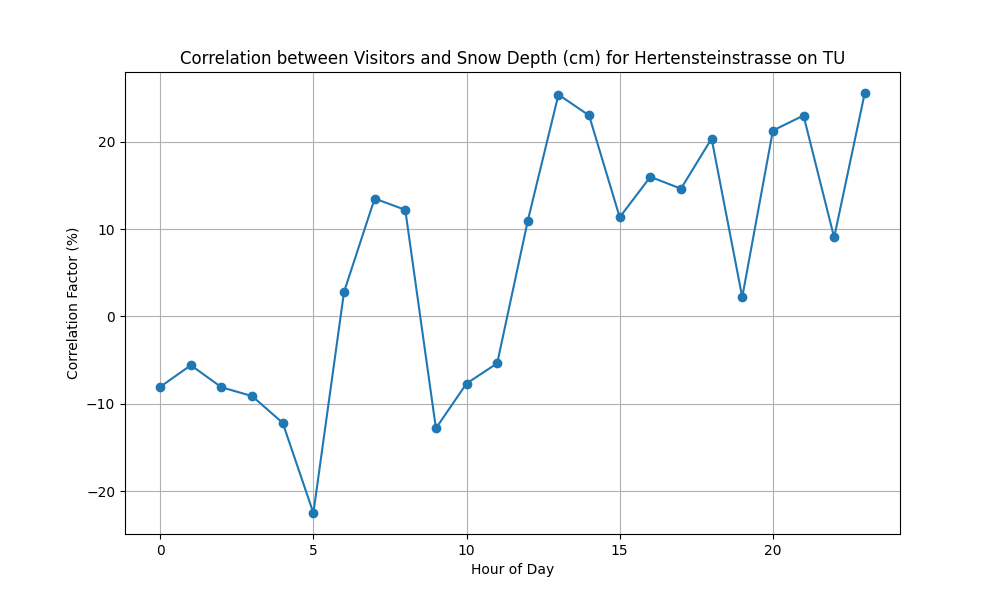 Correlation between Visitors and Snow Depth (cm) for Hertensteinstrasse on TU
Correlation Factor (%)
20
10
0
−10
−20
0 5 10 15 20
Hour of Day